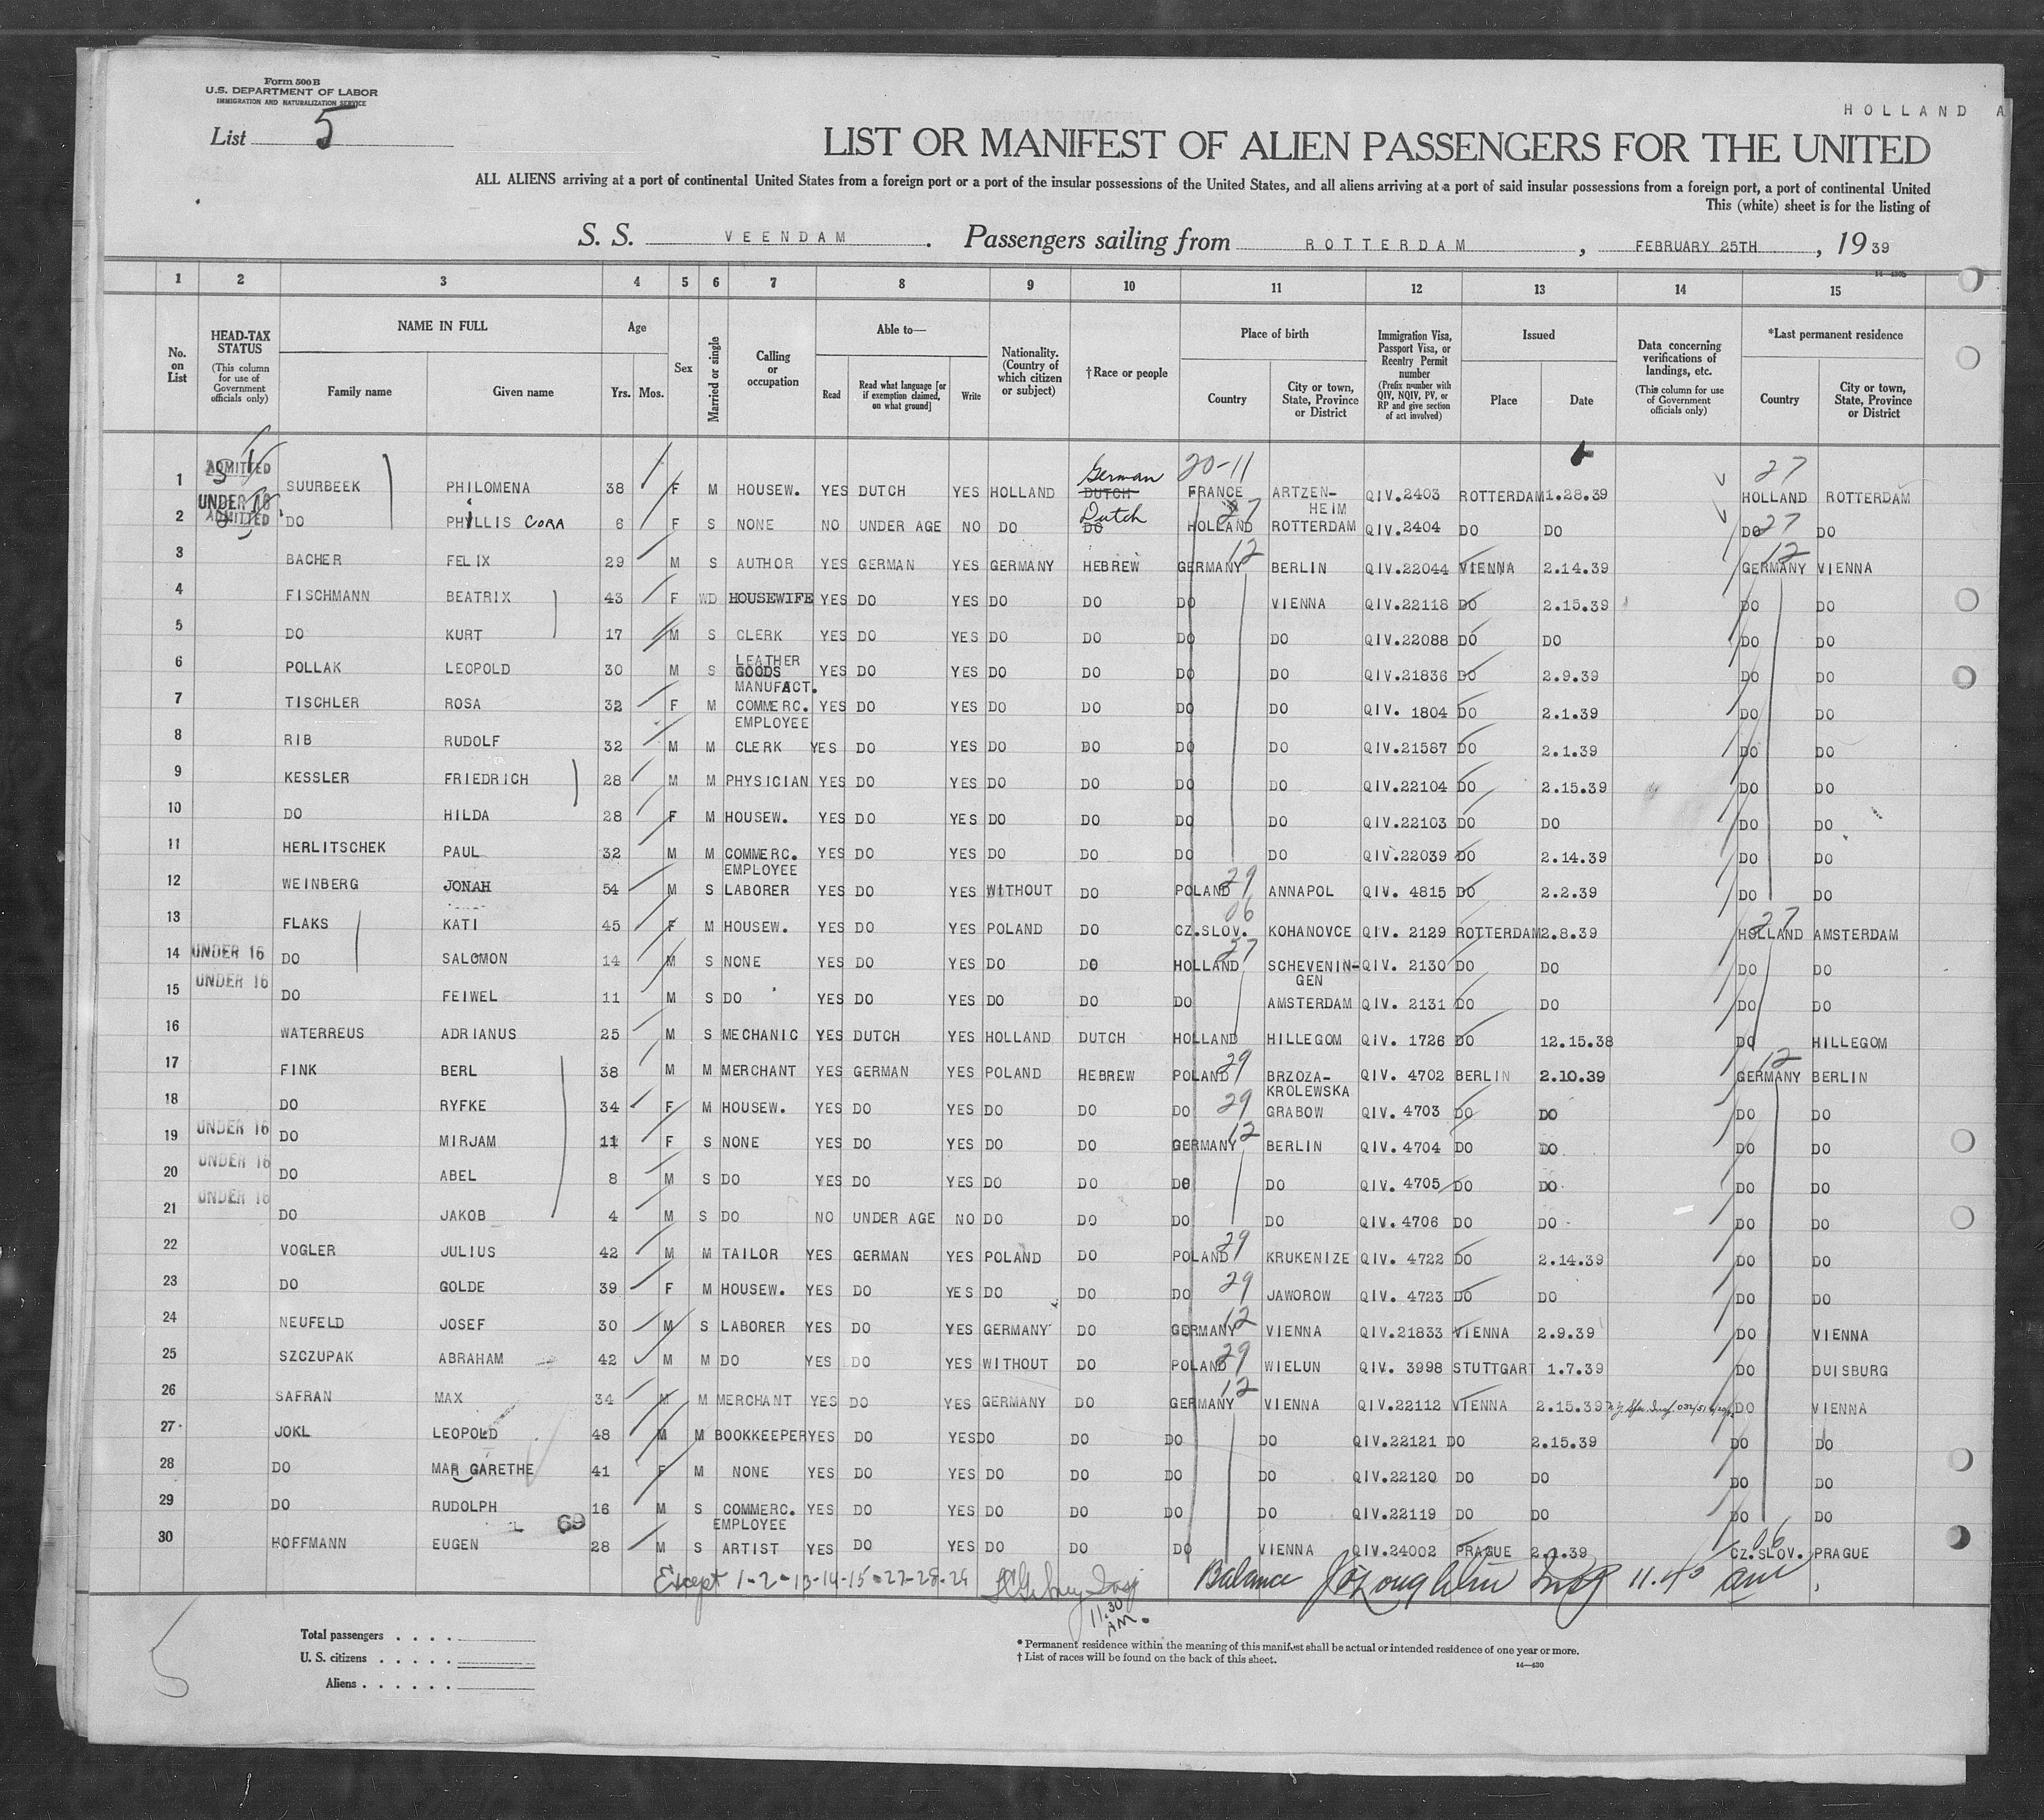 Form 500 B
U.S. DEPARTMENT OF LABOR
IMMIGRATION AND NATURALIZATION SERVICE
List 5
HOLLAND A
LIST OR MANIFEST OF ALIEN PASSENGERS FOR THE UNITED
ALL ALIENS arriving at a port of continental United States from a foreign port or a port of the insular possessions of the United States, and all aliens arriving at a port of said insular possessions from a foreign port, a port of continental United
This (white) sheet is for the listing of
S. S. VEENDAM. Passengers sailing from ROTTERDAM, FEBRUARY 25TH, 1939
1 2 3 4 5 6 7 8 9 10 11 12 13 14 15
No. on List
HEAD-TAX STATUS (This column for use of Government officials only)
NAME IN FULL Family name Given name
Age Yrs. Mos.
Sex
Married or single
Calling or occupation
Able to— Read Read what language [or if exemption claimed, on what ground] Write
Nationality. (Country of which citizen or subject)
†Race or people
Place of birth Country City or town, State, Province or District
Immigration Visa, Passport Visa, or Reentry Permit number (Prefix number with QIV, NQIV, PV, or RP and give section of act involved)
Issued Place Date
Data concerning verifications of landings, etc. (This column for use of Government officials only)
*Last permanent residence Country City or town, State, Province or District
1 ADMITTED SUURBEEK PHILOMENA 38 F M HOUSEW. YES DUTCH YES HOLLAND DUTCH German 20-11 FRANCE ARTZEN-HEIM QIV.2403 ROTTERDAM 1.28.39 27 HOLLAND ROTTERDAM
2 UNDER 16 ADMITTED DO PHYLLIS CORA 6 F S NONE NO UNDER AGE NO DO DO Dutch 27 HOLLAND ROTTERDAM QIV.2404 DO DO DO 27 DO
3 BACHER FELIX 29 M S AUTHOR YES GERMAN YES GERMANY HEBREW GERMANY 12 BERLIN QIV.22044 VIENNA 2.14.39 12 GERMANY VIENNA
4 FISCHMANN BEATRIX 43 F WD HOUSEWIFE YES DO YES DO DO DO VIENNA QIV.22118 DO 2.15.39 DO DO
5 DO KURT 17 M S CLERK YES DO YES DO DO DO DO QIV.22088 DO DO DO DO
6 POLLAK LEOPOLD 30 M S LEATHER GOODS MANUFACT. YES DO YES DO DO DO DO QIV.21836 DO 2.9.39 DO DO
7 TISCHLER ROSA 32 F M COMMERC. EMPLOYEE YES DO YES DO DO DO DO QIV. 1804 DO 2.1.39 DO DO
8 RIB RUDOLF 32 M M CLERK YES DO YES DO DO DO DO QIV.21587 DO 2.1.39 DO DO
9 KESSLER FRIEDRICH 28 M M PHYSICIAN YES DO YES DO DO DO DO QIV.22104 DO 2.15.39 DO DO
10 DO HILDA 28 F M HOUSEW. YES DO YES DO DO DO DO QIV.22103 DO DO DO DO
11 HERLITSCHEK PAUL 32 M M COMMERC. EMPLOYEE YES DO YES DO DO DO DO QIV.22039 DO 2.14.39 DO DO
12 WEINBERG JONAH 54 M S LABORER YES DO YES WITHOUT DO POLAND 29 ANNAPOL QIV. 4815 DO 2.2.39 DO DO
13 FLAKS KATI 45 F M HOUSEW. YES DO YES POLAND DO 06 CZ.SLOV. KOHANOVCE QIV. 2129 ROTTERDAM 2.8.39 27 HOLLAND AMSTERDAM
14 UNDER 16 DO SALOMON 14 M S NONE YES DO YES DO DO 27 HOLLAND SCHEVENIN-GEN QIV. 2130 DO DO DO DO
15 UNDER 16 DO FEIWEL 11 M S DO YES DO YES DO DO DO AMSTERDAM QIV. 2131 DO DO DO DO
16 WATERREUS ADRIANUS 25 M S MECHANIC YES DUTCH YES HOLLAND DUTCH HOLLAND HILLEGOM QIV. 1726 DO 12.15.38 DO HILLEGOM
17 FINK BERL 38 M M MERCHANT YES GERMAN YES POLAND HEBREW POLAND 29 BRZOZA-KROLEWSKA QIV. 4702 BERLIN 2.10.39 12 GERMANY BERLIN
18 DO RYFKE 34 F M HOUSEW. YES DO YES DO DO DO 29 GRABOW QIV. 4703 DO DO DO DO
19 UNDER 16 DO MIRJAM 11 F S NONE YES DO YES DO DO GERMANY 12 BERLIN QIV. 4704 DO DO DO DO
20 UNDER 16 DO ABEL 8 M S DO YES DO YES DO DO DO DO QIV. 4705 DO DO DO DO
21 UNDER 16 DO JAKOB 4 M S DO NO UNDER AGE NO DO DO DO DO QIV. 4706 DO DO DO DO
22 VOGLER JULIUS 42 M M TAILOR YES GERMAN YES POLAND DO POLAND 29 KRUKENIZE QIV. 4722 DO 2.14.39 DO DO
23 DO GOLDE 39 F M HOUSEW. YES DO YES DO DO DO 29 JAWOROW QIV. 4723 DO DO DO DO
24 NEUFELD JOSEF 30 M S LABORER YES DO YES GERMANY DO GERMANY 12 VIENNA QIV.21833 VIENNA 2.9.39 DO VIENNA
25 SZCZUPAK ABRAHAM 42 M M DO YES DO YES WITHOUT DO POLAND 29 WIELUN QIV. 3998 STUTTGART 1.7.39 DO DUISBURG
26 SAFRAN MAX 34 M M MERCHANT YES DO YES GERMANY DO GERMANY 12 VIENNA QIV.22112 VIENNA 2.15.39 DO VIENNA
27 JOKL LEOPOLD 48 M M BOOKKEEPER YES DO YES DO DO DO DO QIV.22121 DO 2.15.39 DO DO
28 DO MAR GARETHE 41 F M NONE YES DO YES DO DO DO DO QIV.22120 DO DO DO DO
29 DO RUDOLPH 16 M S COMMERC. EMPLOYEE YES DO YES DO DO DO DO QIV.22119 DO DO DO DO
69
30 HOFFMANN EUGEN 28 M S ARTIST YES DO YES DO DO DO VIENNA QIV.24002 PRAGUE 2.1.39 06 CZ.SLOV. PRAGUE
Except 1-2-13-14-15-27-28-29 11.30 AM. Balance 11.40 am
Total passengers
U. S. citizens
Aliens
* Permanent residence within the meaning of this manifest shall be actual or intended residence of one year or more.
† List of races will be found on the back of this sheet.
14—430